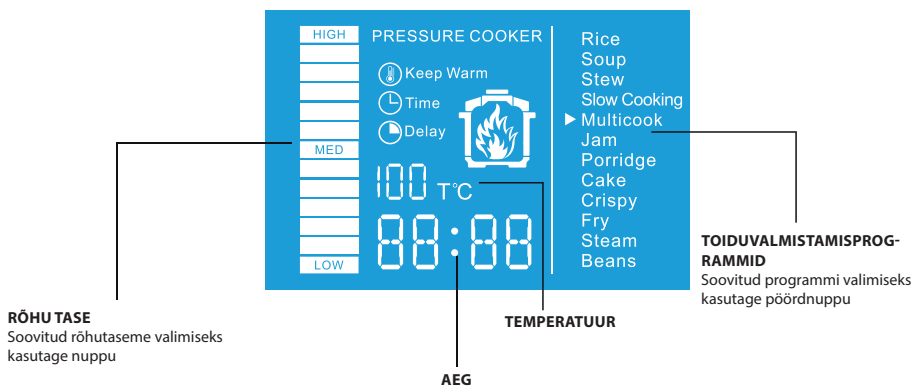 HIGH
MED
LOW
PRESSURE COOKER
Keep Warm
Time
Delay
100 T°C
88:88
Rice
Soup
Stew
Slow Cooking
Multicook
Jam
Porridge
Cake
Crispy
Fry
Steam
Beans
RÕHU TASE
Soovitud rõhutaseme valimiseks
kasutage nuppu
AEG
TEMPERATUUR
TOIDUVALMISTAMISPROG-
RAMMID
Soovitud programmi valimiseks
kasutage pöördnuppu